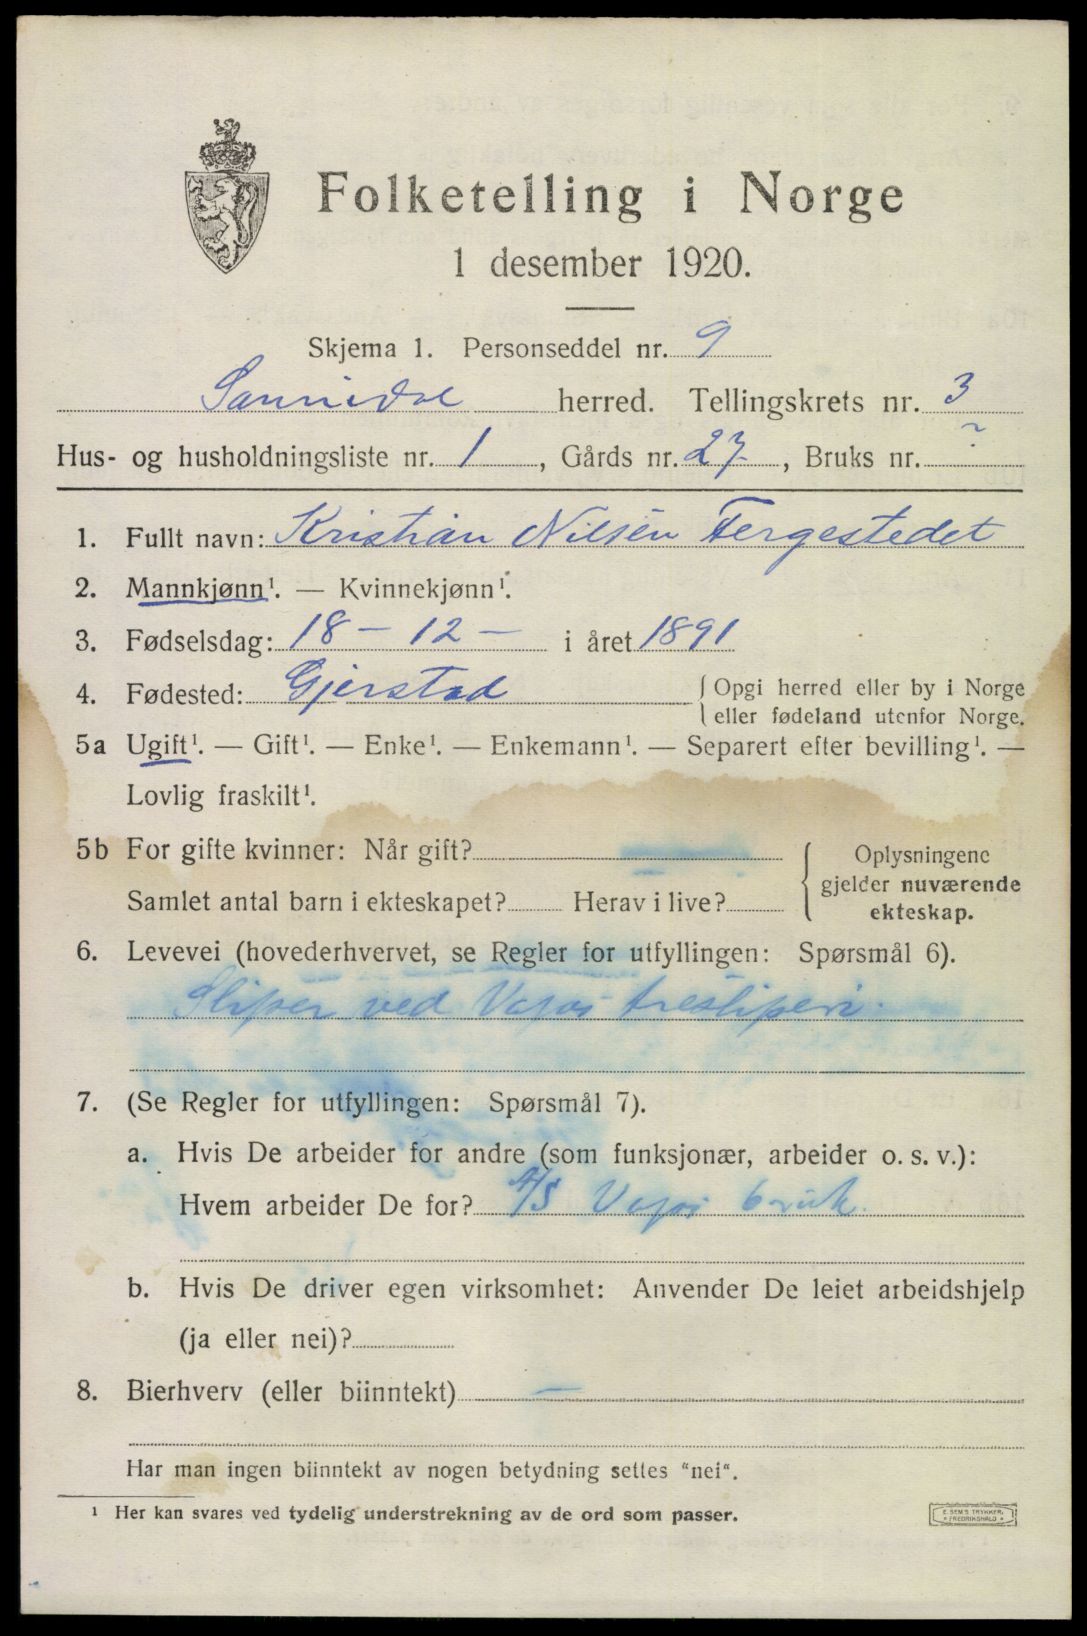 Folketelling i Norge
1 desember 1920.
Skjema 1. Personseddel nr. 9
Sannidal herred. Tellingskrets nr. 3
Hus- og husholdningsliste nr. 1, Gårds nr. 27, Bruks nr. ?
1. Fullt navn: Kristian Nilsen Fergestedet
2. Mannkjønn¹. — Kvinnekjønn¹.
3. Fødselsdag: 18 - 12 - i året 1891
4. Fødested: Gjerstad { Opgi herred eller by i Norge
eller fødeland utenfor Norge.
5a Ugift¹. — Gift¹. — Enke¹. — Enkemann¹. — Separert efter bevilling¹. —
Lovlig fraskilt¹.
5b For gifte kvinner: Når gift?
Samlet antal barn i ekteskapet? Herav i live?
Oplysningene
gjelder nuværende
ekteskap.
6. Levevei (hovederhvervet, se Regler for utfyllingen: Spørsmål 6).
Sliper ved Vafos tresliperi.
7. (Se Regler for utfyllingen: Spørsmål 7).
a. Hvis De arbeider for andre (som funksjonær, arbeider o. s. v.):
Hvem arbeider De for? A/S Vafos bruk.
b. Hvis De driver egen virksomhet: Anvender De leiet arbeidshjelp
(ja eller nei)?
8. Bierhverv (eller biinntekt) —
Har man ingen biinntekt av nogen betydning settes "nei".
¹ Her kan svares ved tydelig understrekning av de ord som passer.
E. SEM'S TRYKKERI,
FREDRIKSHALD